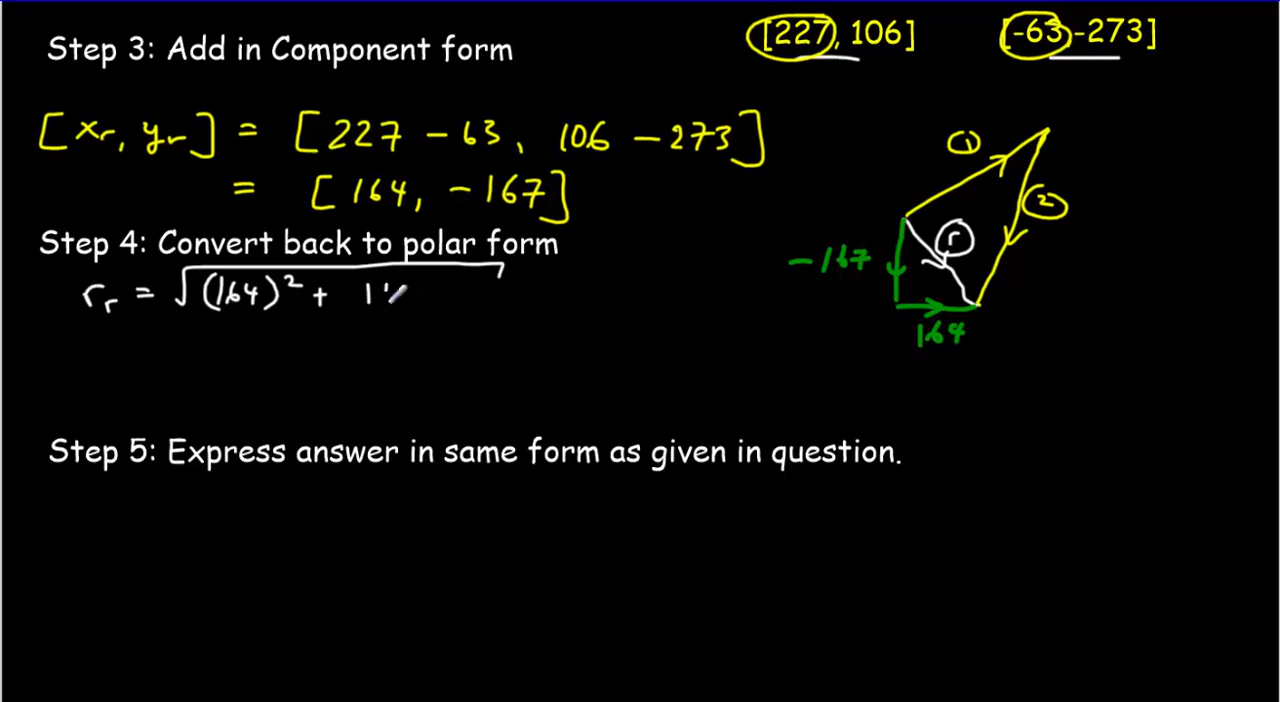 [227, 106] [-63,-273]
Step 3: Add in Component form
[xr, yr] = [227 - 63, 106 - 273]
= [164, -167]
Step 4: Convert back to polar form
rr = √(164)² + 1
Step 5: Express answer in same form as given in question.
1
2
r
-167
164